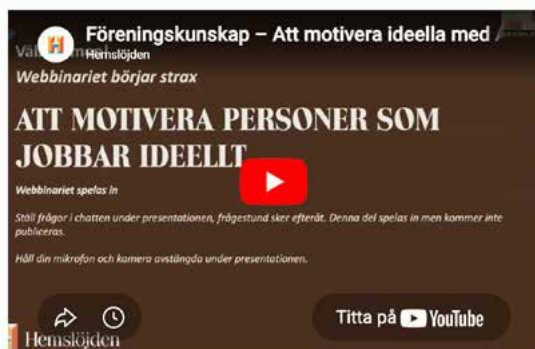 Föreningskunskap – Att motivera ideella med
Hemslöjden
Webbinariet börjar strax
ATT MOTIVERA PERSONER SOM
JOBBAR IDEELLT
Webbinariet spelas in
Ställ frågor i chatten under presentationen, frågestund sker efteråt. Denna del spelas in men kommer inte
publiceras.
Håll din mikrofon och kamera avstängda under presentationen.
Titta på YouTube
Hemslöjden